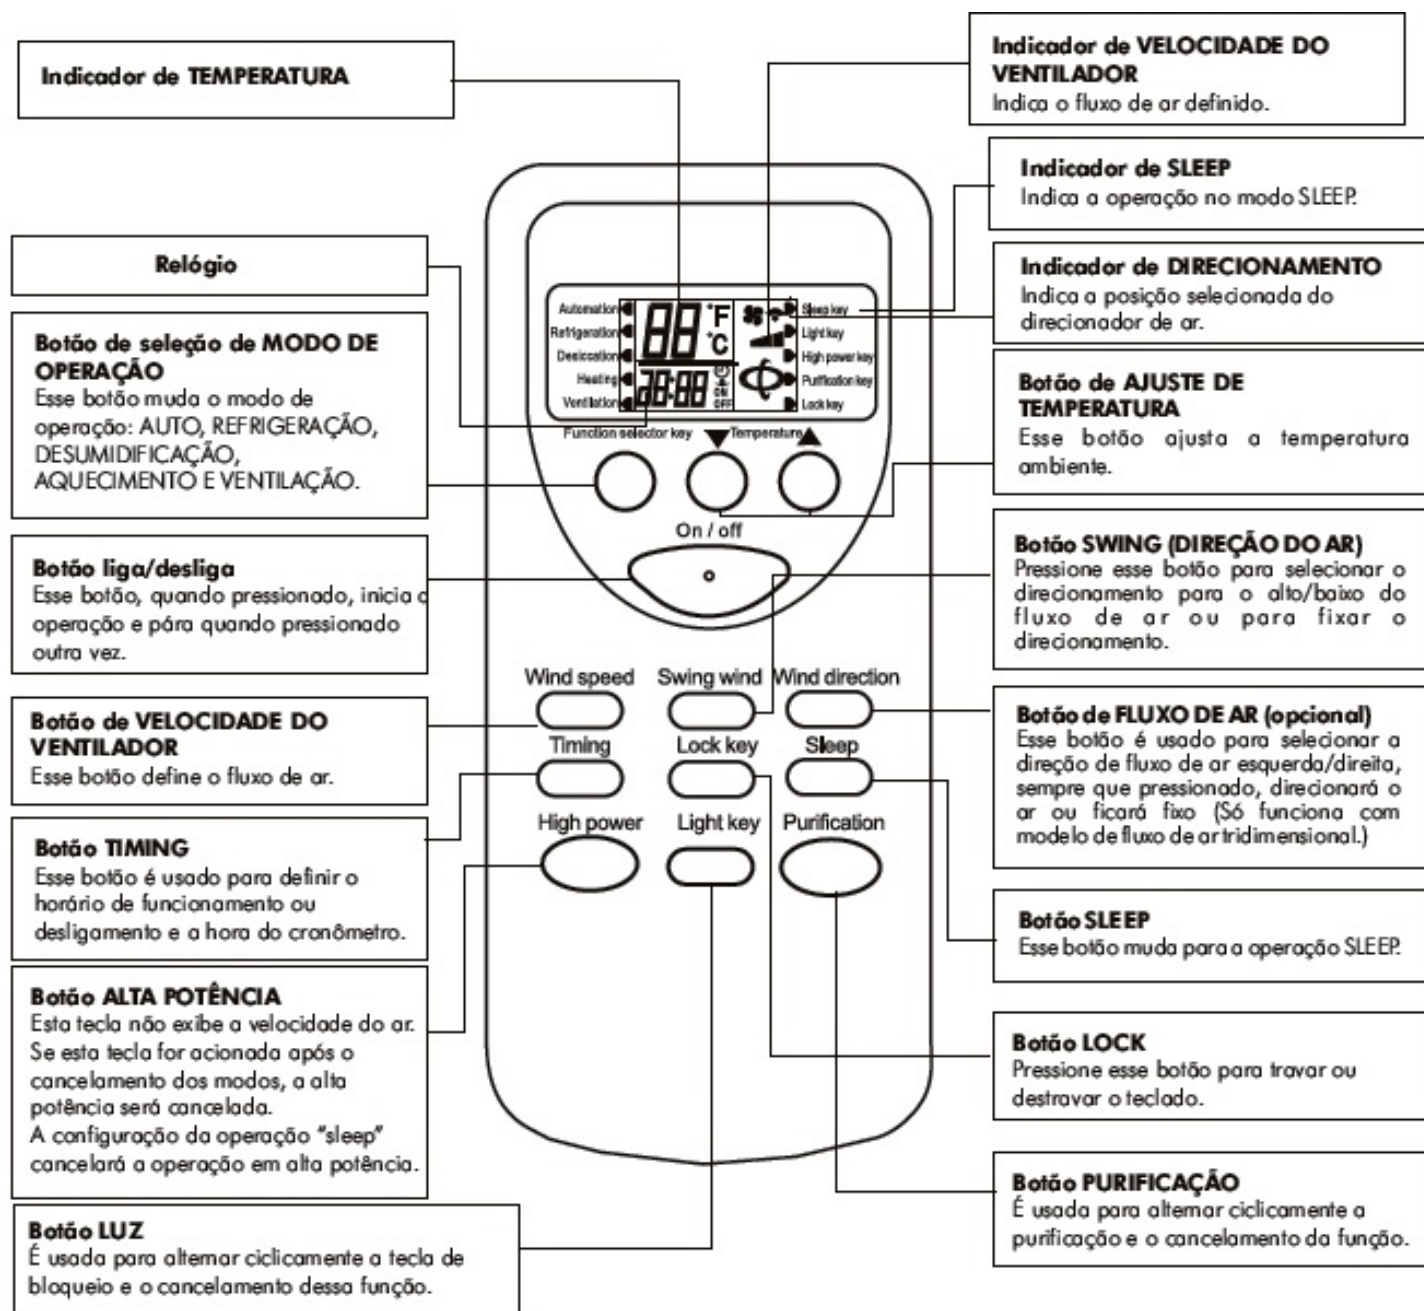 Indicador de TEMPERATURA
Relógio
Botão de seleção de MODO DE
OPERAÇÃO
Esse botão muda o modo de
operação: AUTO, REFRIGERAÇÃO,
DESUMIDIFICAÇÃO,
AQUECIMENTO E VENTILAÇÃO.
Botão liga/desliga
Esse botão, quando pressionado, inicia a
operação e pára quando pressionado
outra vez.
Botão de VELOCIDADE DO
VENTILADOR
Esse botão define o fluxo de ar.
Botão TIMING
Esse botão é usado para definir o
horário de funcionamento ou
desligamento e a hora do cronômetro.
Botão ALTA POTÊNCIA
Esta tecla não exibe a velocidade do ar.
Se esta tecla for acionada após o
cancelamento dos modos, a alta
potência será cancelada.
A configuração da operação “sleep”
cancelará a operação em alta potência.
Botão LUZ
É usada para alternar ciclicamente a tecla de
bloqueio e o cancelamento dessa função.
Automation
Refrigeration
Desiccation
Heating
Ventilation
88
°F
°C
28:88
ON
OFF
Sleep key
Light key
High power key
Purification key
Lock key
Function selector key
Temperature
On / off
Wind speed
Swing wind
Wind direction
Timing
Lock key
Sleep
High power
Light key
Purification
Indicador de VELOCIDADE DO
VENTILADOR
Indica o fluxo de ar definido.
Indicador de SLEEP
Indica a operação no modo SLEEP.
Indicador de DIRECIONAMENTO
Indica a posição selecionada do
direcionador de ar.
Botão de AJUSTE DE
TEMPERATURA
Esse botão ajusta a temperatura
ambiente.
Botão SWING (DIREÇÃO DO AR)
Pressione esse botão para selecionar o
direcionamento para o alto/baixo do
fluxo de ar ou para fixar o
direcionamento.
Botão de FLUXO DE AR (opcional)
Esse botão é usado para selecionar a
direção de fluxo de ar esquerda/direita,
sempre que pressionado, direcionará o
ar ou ficará fixo (Só funciona com
modelo de fluxo de ar tridimensional.)
Botão SLEEP
Esse botão muda para a operação SLEEP.
Botão LOCK
Pressione esse botão para travar ou
destravar o teclado.
Botão PURIFICAÇÃO
É usada para alternar ciclicamente a
purificação e o cancelamento da função.